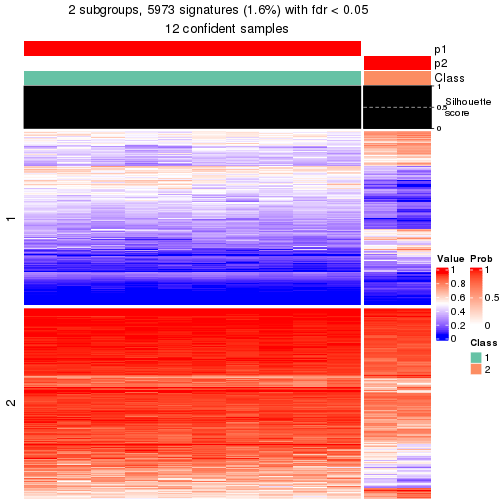 2 subgroups, 5973 signatures (1.6%) with fdr < 0.05
12 confident samples
p1
p2
Class
1
0.5
0
Silhouette
score
1
2
Value
1
0.8
0.6
0.4
0.2
0
Prob
1
0.5
0
Class
1
2